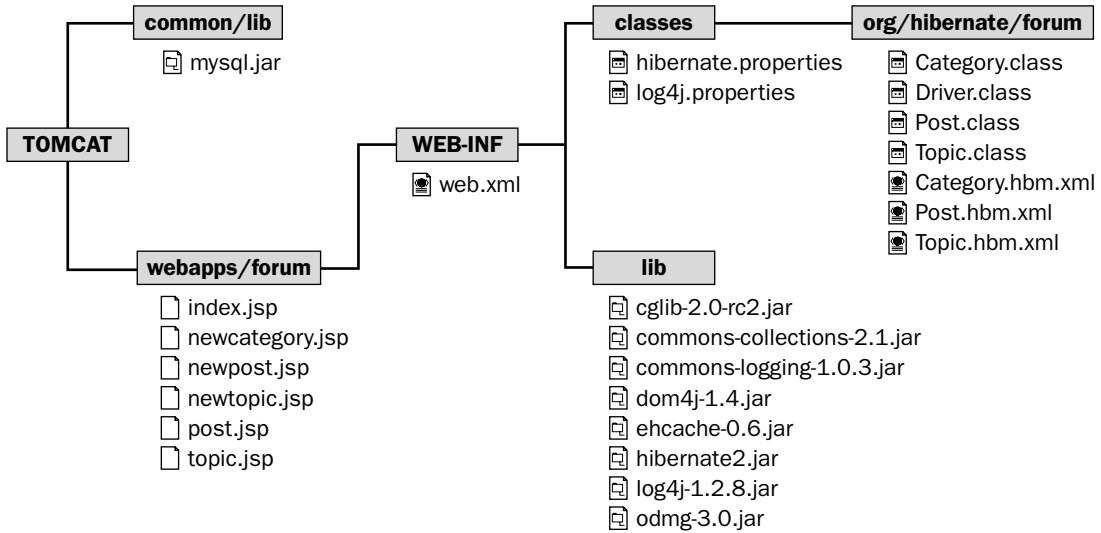 common/lib
mysql.jar
TOMCAT
webapps/forum
index.jsp
newcategory.jsp
newpost.jsp
newtopic.jsp
post.jsp
topic.jsp
WEB-INF
web.xml
classes
hibernate.properties
log4j.properties
org/hibernate/forum
Category.class
Driver.class
Post.class
Topic.class
Category.hbm.xml
Post.hbm.xml
Topic.hbm.xml
lib
cglib-2.0-rc2.jar
commons-collections-2.1.jar
commons-logging-1.0.3.jar
dom4j-1.4.jar
ehcache-0.6.jar
hibernate2.jar
log4j-1.2.8.jar
odmg-3.0.jar